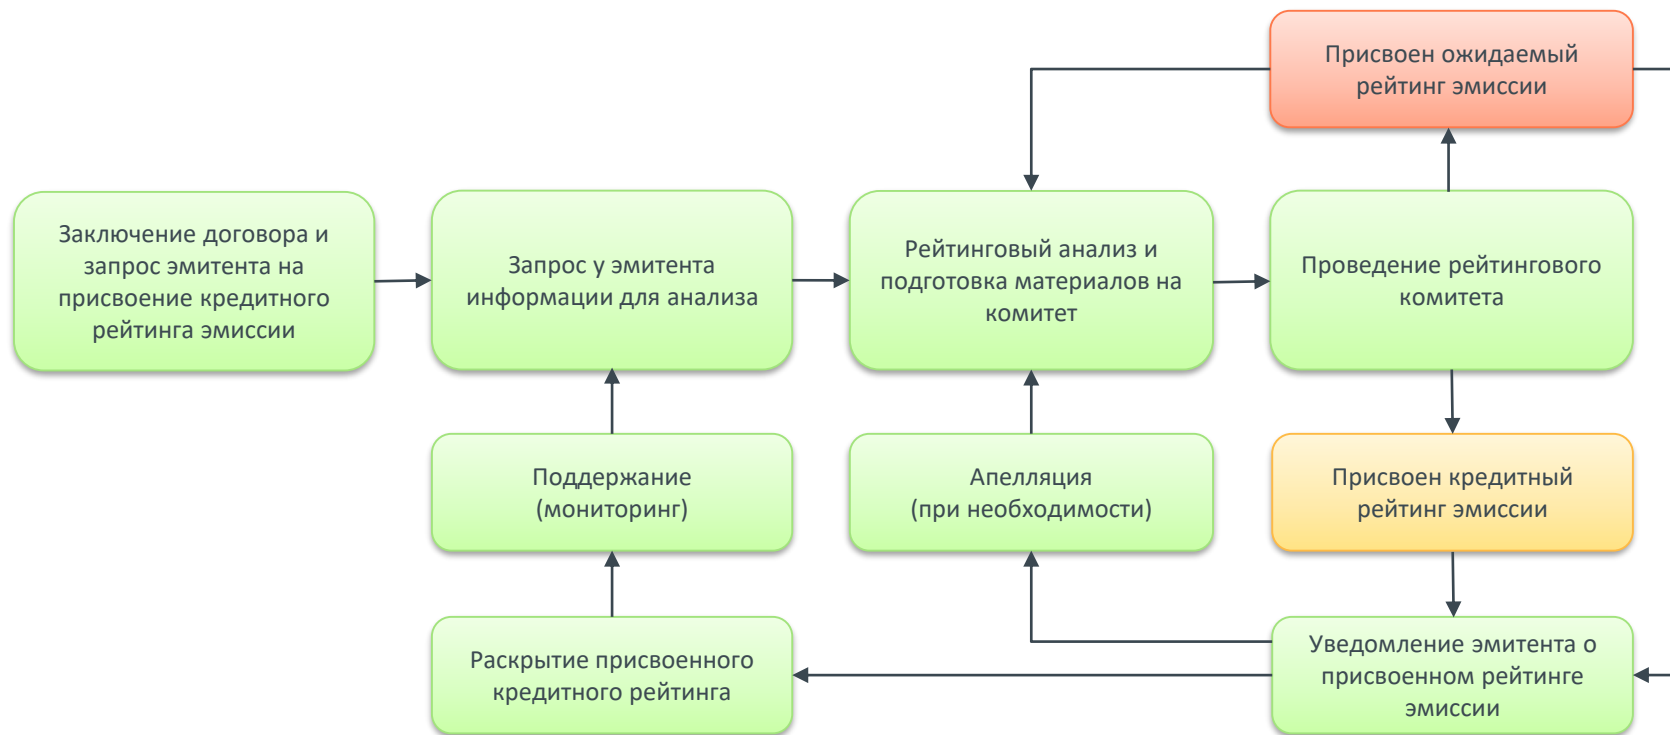 Присвоен ожидаемый
рейтинг эмиссии
Заключение договора и
запрос эмитента на
присвоение кредитного
рейтинга эмиссии
Запрос у эмитента
информации для анализа
Рейтинговый анализ и
подготовка материалов на
комитет
Проведение рейтингового
комитета
Поддержание
(мониторинг)
Апелляция
(при необходимости)
Присвоен кредитный
рейтинг эмиссии
Раскрытие присвоенного
кредитного рейтинга
Уведомление эмитента о
присвоенном рейтинге
эмиссии